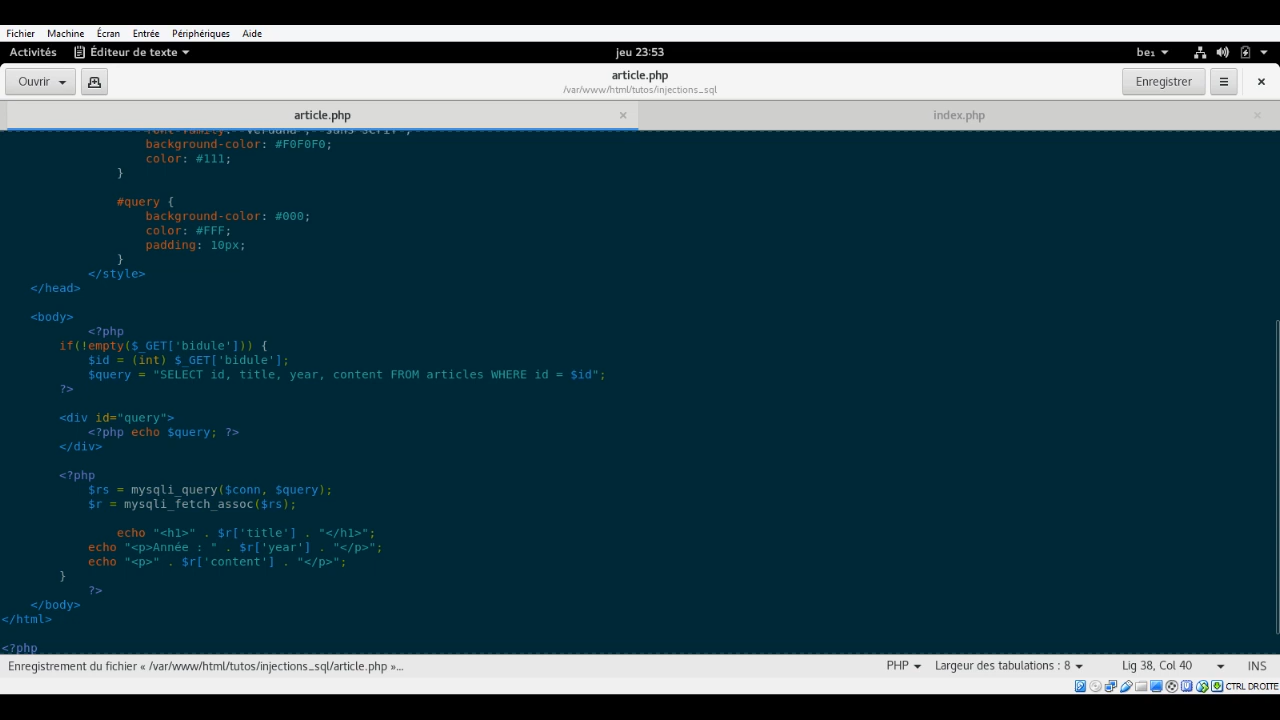 Fichier Machine Écran Entrée Périphériques Aide
Activités Éditeur de texte jeu 23:53 be₁
Ouvrir article.php Enregistrer
/var/www/html/tutos/injections_sql
article.php × index.php ×
font-family: "Verdana", "sans serif";
background-color: #F0F0F0;
color: #111;
}
#query {
background-color: #000;
color: #FFF;
padding: 10px;
}
</style>
</head>
<body>
<?php
if(!empty($_GET['bidule'])) {
$id = (int) $_GET['bidule'];
$query = "SELECT id, title, year, content FROM articles WHERE id = $id";
?>
<div id="query">
<?php echo $query; ?>
</div>
<?php
$rs = mysqli_query($conn, $query);
$r = mysqli_fetch_assoc($rs);
echo "<h1>" . $r['title'] . "</h1>";
echo "<p>Année : " . $r['year'] . "</p>";
echo "<p>" . $r['content'] . "</p>";
}
?>
</body>
</html>
<?php
Enregistrement du fichier « /var/www/html/tutos/injections_sql/article.php »... PHP Largeur des tabulations : 8 Lig 38, Col 40 INS
CTRL DROITE